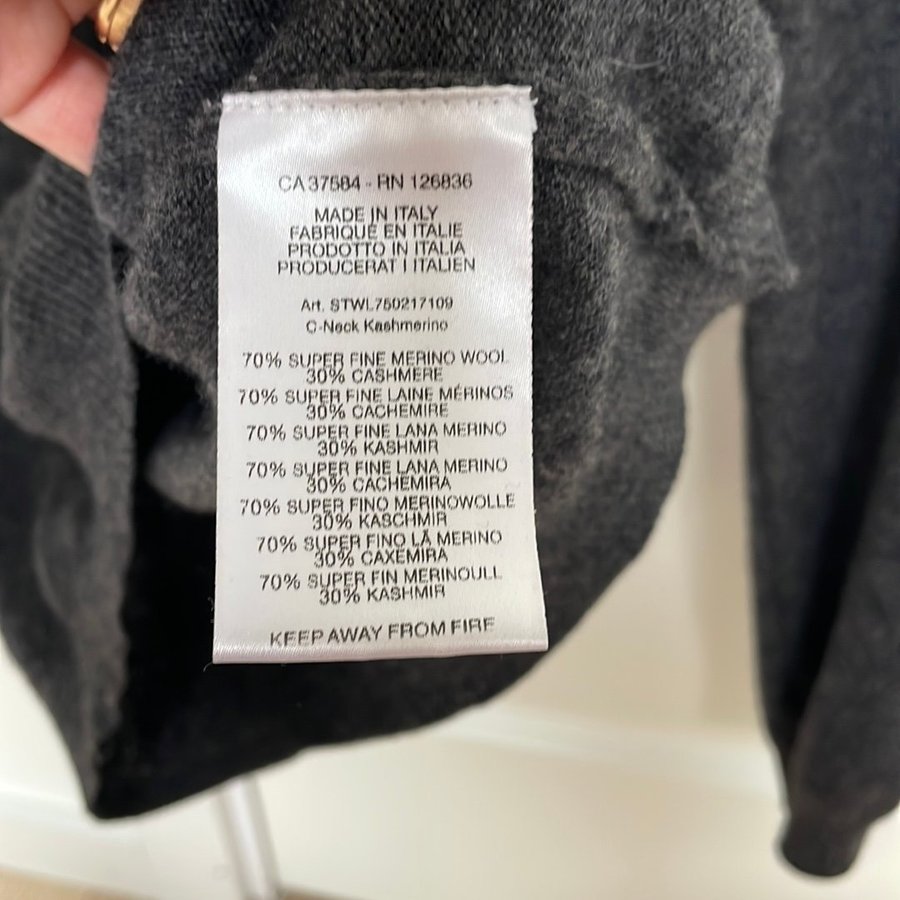 CA 37584 - RN 126836
MADE IN ITALY
FABRIQUÉ EN ITALIE
PRODOTTO IN ITALIA
PRODUCERAT I ITALIEN
Art. STWL750217109
C-Neck Kashmerino
70% SUPER FINE MERINO WOOL
30% CASHMERE
70% SUPER FINE LAINE MÉRINOS
30% CACHEMIRE
70% SUPER FINE LANA MERINO
30% KASHMIR
70% SUPER FINE LANA MERINO
30% CACHEMIRA
70% SUPER FINO MERINOWOLLE
30% KASCHMIR
70% SUPER FINO LÃ MERINO
30% CAXEMIRA
70% SUPER FIN MERINOULL
30% KASHMIR
KEEP AWAY FROM FIRE